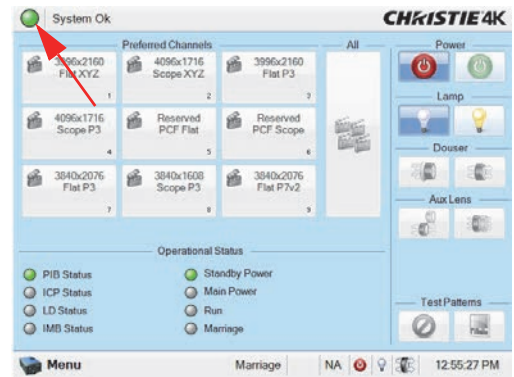 System Ok
CHRISTIE 4K
Preferred Channels
All
Power
3996x2160
Flat XYZ
1
4096x1716
Scope XYZ
2
3996x2160
Flat P3
3
Lamp
4096x1716
Scope P3
4
Reserved
PCF Flat
5
Reserved
PCF Scope
6
Douser
3840x2076
Flat P3
7
3840x1608
Scope P3
8
3840x2076
Flat P7v2
9
Aux Lens
Operational Status
PIB Status
Standby Power
ICP Status
Main Power
LD Status
Run
IMB Status
Marriage
Test Patterns
Menu
Marriage
NA
12:55:27 PM